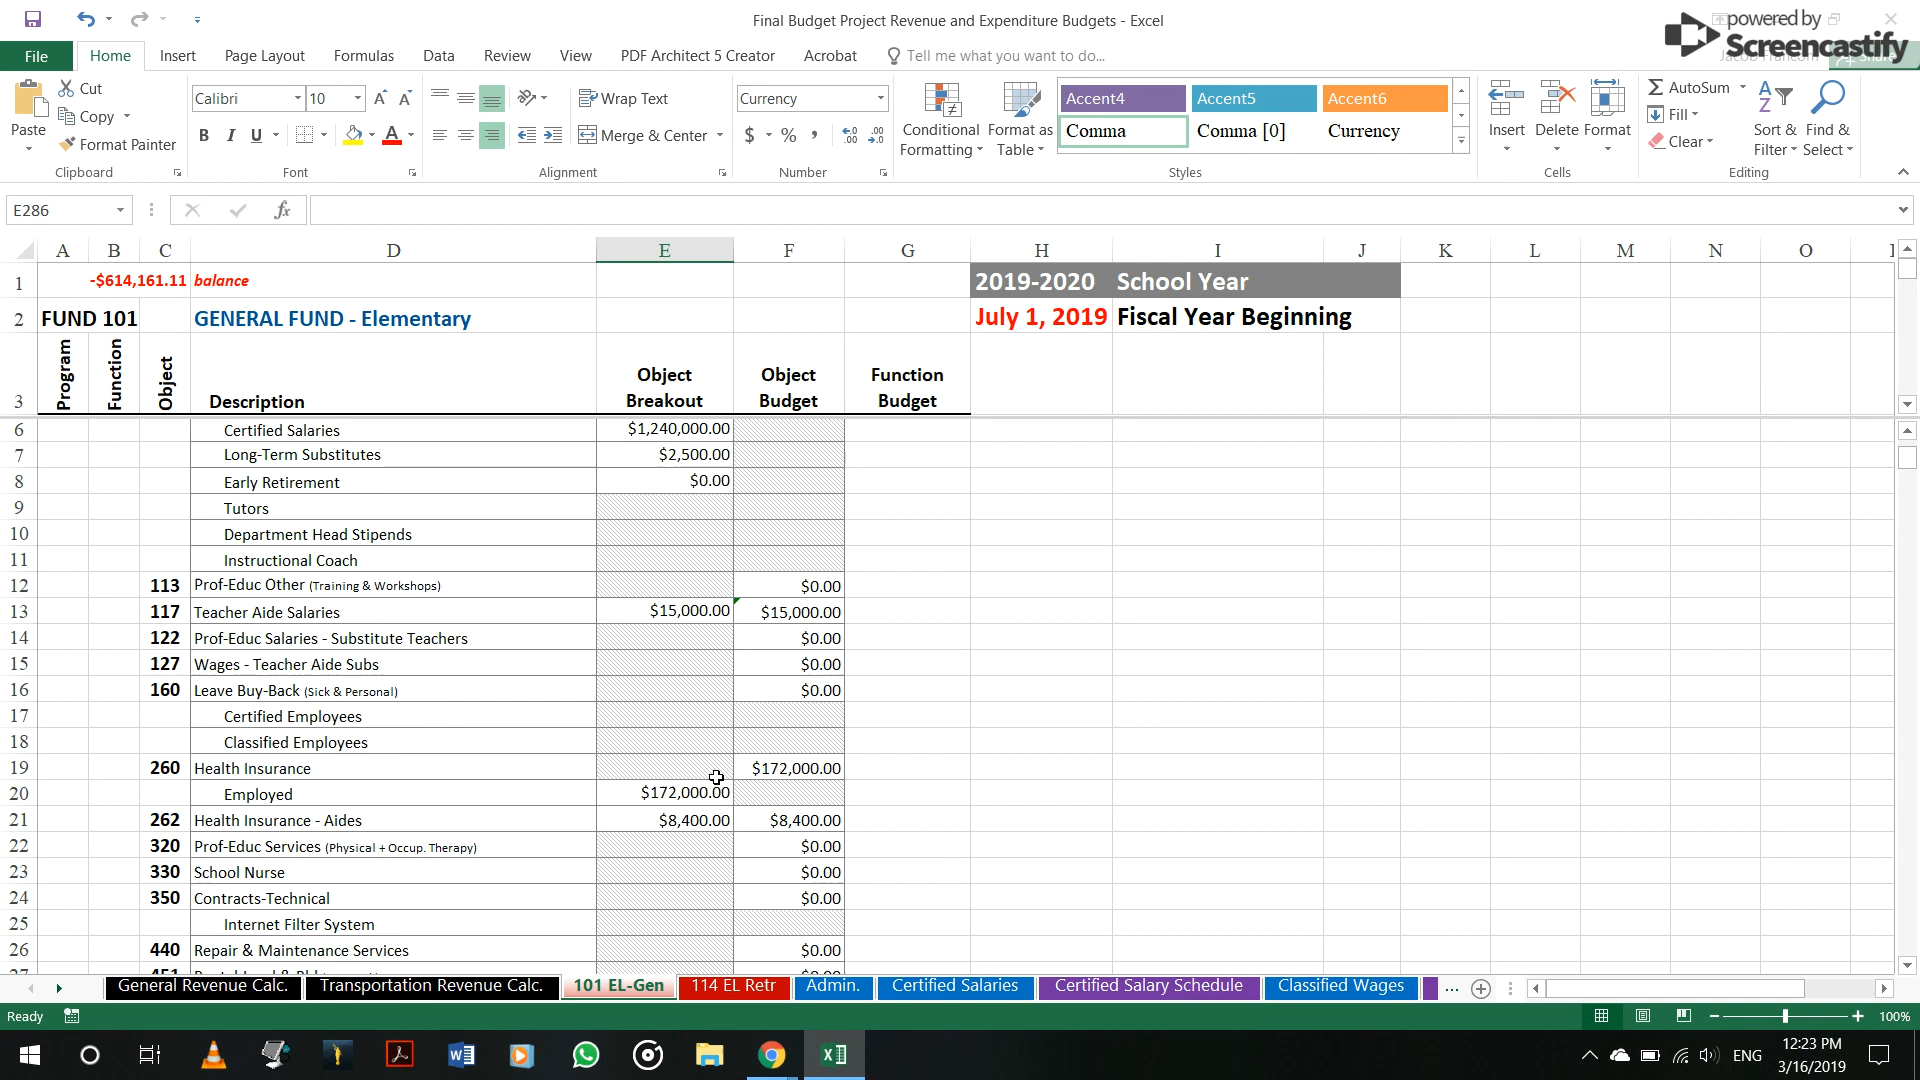 Final Budget Project Revenue and Expenditure Budgets - Excel
powered by
Screencastify
File Home Insert Page Layout Formulas Data Review View PDF Architect 5 Creator Acrobat Tell me what you want to do...
Cut
Copy
Format Painter
Paste
Clipboard
Calibri 10
B I U
Font
Wrap Text
Merge & Center
Alignment
Currency
$ % ,
Number
Conditional Formatting
Format as Table
Accent4 Accent5 Accent6
Comma Comma [0] Currency
Styles
Insert Delete Format
Cells
AutoSum
Fill
Clear
Sort & Filter
Find & Select
Editing
E286 fx
A B C D E F G H I J K L M N O
1 -$614,161.11 balance 2019-2020 School Year
2 FUND 101 GENERAL FUND - Elementary July 1, 2019 Fiscal Year Beginning
3 Program Function Object Description Object Breakout Object Budget Function Budget
6 Certified Salaries $1,240,000.00
7 Long-Term Substitutes $2,500.00
8 Early Retirement $0.00
9 Tutors
10 Department Head Stipends
11 Instructional Coach
12 113 Prof-Educ Other (Training & Workshops) $0.00
13 117 Teacher Aide Salaries $15,000.00 $15,000.00
14 122 Prof-Educ Salaries - Substitute Teachers $0.00
15 127 Wages - Teacher Aide Subs $0.00
16 160 Leave Buy-Back (Sick & Personal) $0.00
17 Certified Employees
18 Classified Employees
19 260 Health Insurance $172,000.00
20 Employed $172,000.00
21 262 Health Insurance - Aides $8,400.00 $8,400.00
22 320 Prof-Educ Services (Physical + Occup. Therapy) $0.00
23 330 School Nurse $0.00
24 350 Contracts-Technical $0.00
25 Internet Filter System
26 440 Repair & Maintenance Services $0.00
General Revenue Calc. Transportation Revenue Calc. 101 EL-Gen 114 EL Retr Admin. Certified Salaries Certified Salary Schedule Classified Wages ...
Ready 100%
ENG 12:23 PM
3/16/2019